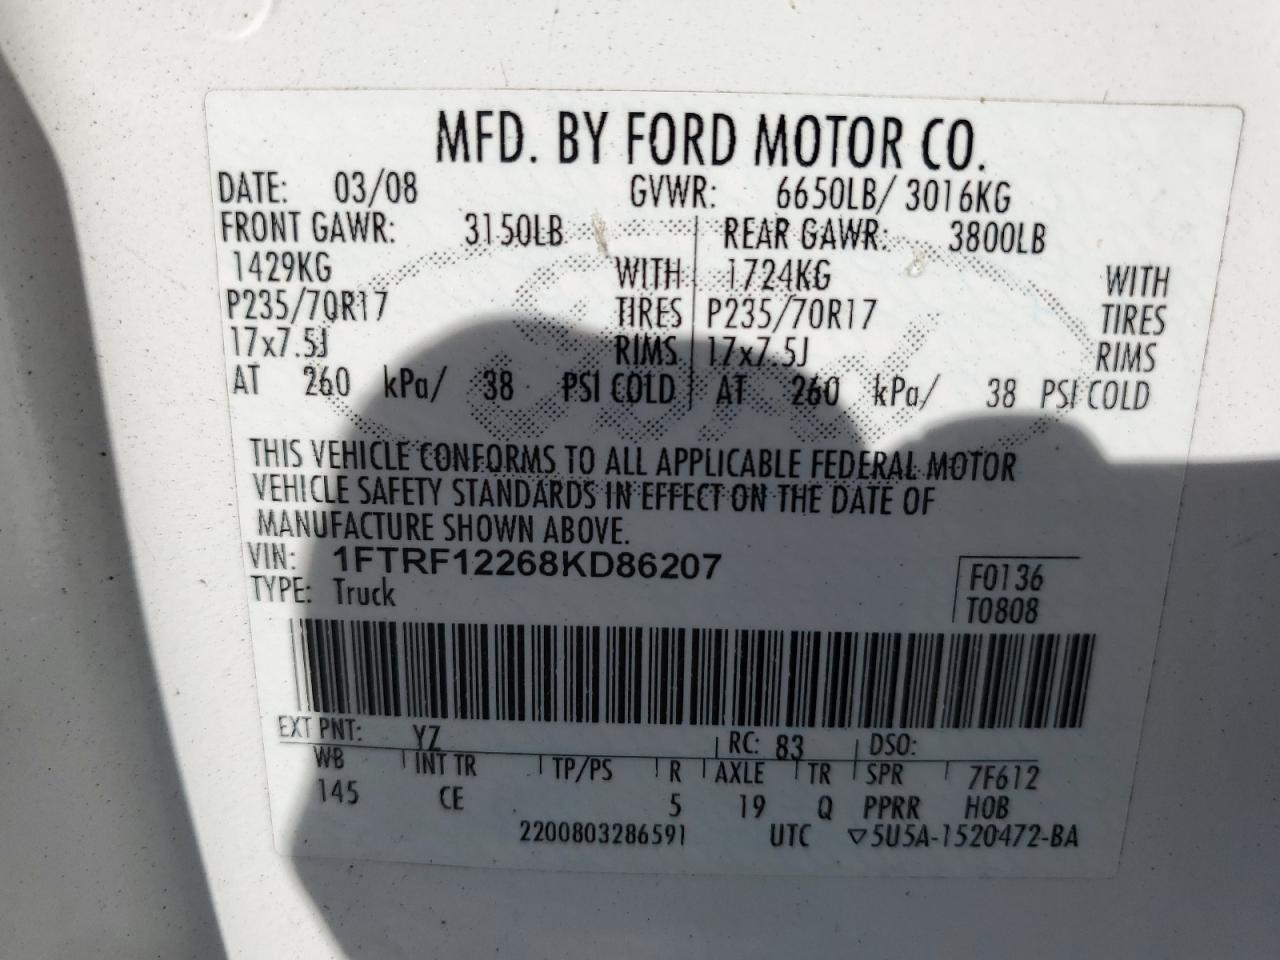 MFD. BY FORD MOTOR CO.
DATE: 03/08 GVWR: 6650LB/ 3016KG
FRONT GAWR: 3150LB REAR GAWR: 3800LB
1429KG WITH 1724KG WITH
P235/70R17 TIRES P235/70R17 TIRES
17x7.5J RIMS 17x7.5J RIMS
AT 260 kPa/ 38 PSI COLD AT 260 kPa/ 38 PSI COLD
THIS VEHICLE CONFORMS TO ALL APPLICABLE FEDERAL MOTOR
VEHICLE SAFETY STANDARDS IN EFFECT ON THE DATE OF
MANUFACTURE SHOWN ABOVE.
VIN: 1FTRF12268KD86207 F0136
TYPE: Truck T0808
EXT PNT: YZ RC: 83 DSO:
WB INT TR TP/PS R AXLE TR SPR 7F612
145 CE 5 19 Q PPRR HOB
2200803286591 UTC ▽5U5A-1520472-BA